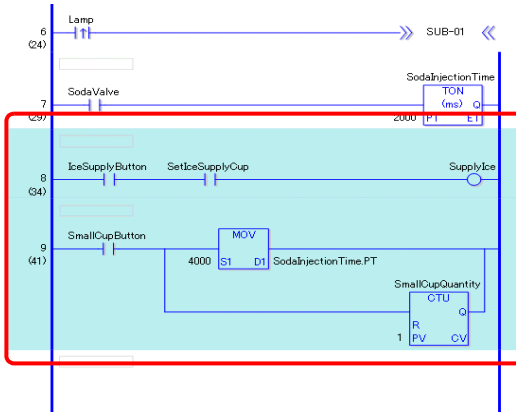 Lamp
6
(24)
SUB-01
SodaInjectionTime
SodaValve
TON
7
(ms) Q
(29)
2000 PT ET
IceSupplyButton SetIceSupplyCup SupplyIce
8
(34)
SmallCupButton
MOV
9
(41)
4000 S1 D1 SodaInjectionTime.PT
SmallCupQuantity
CTU
Q
R
1 PV CV